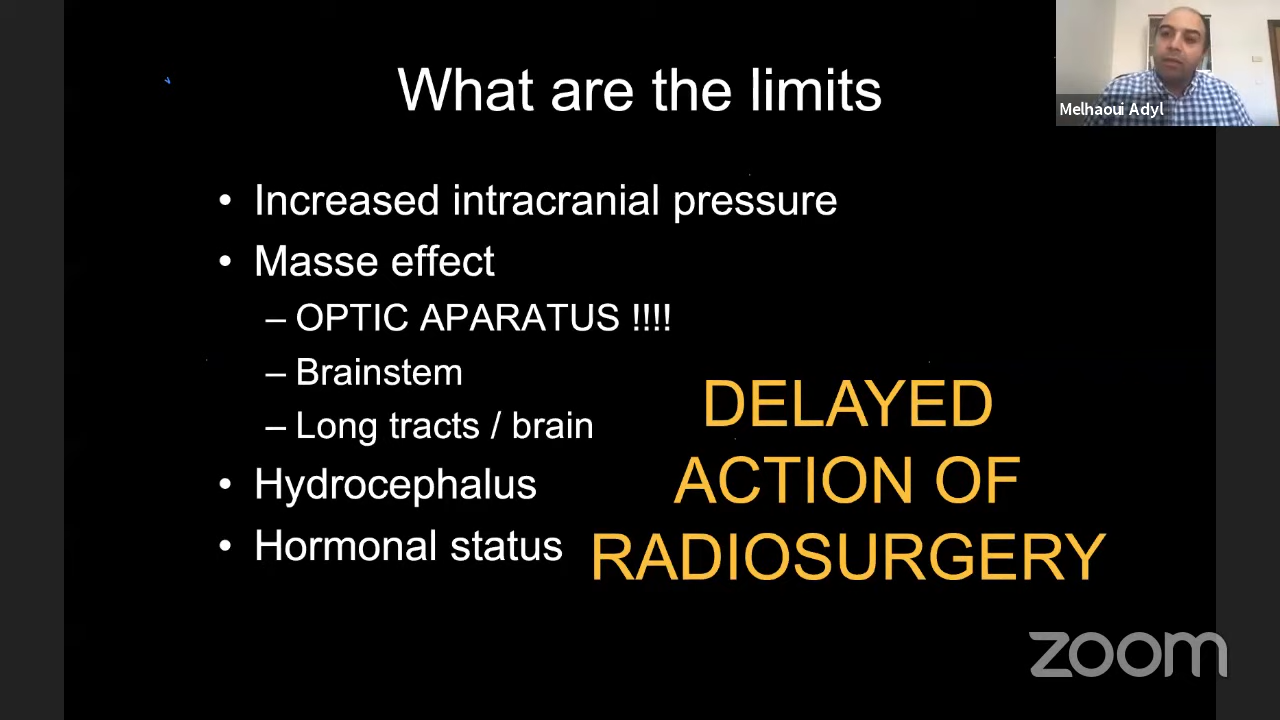 What are the limits
Melhaoui Adyl
• Increased intracranial pressure
• Masse effect
– OPTIC APARATUS !!!!
– Brainstem
– Long tracts / brain
• Hydrocephalus
• Hormonal status
DELAYED
ACTION OF
RADIOSURGERY
zoom